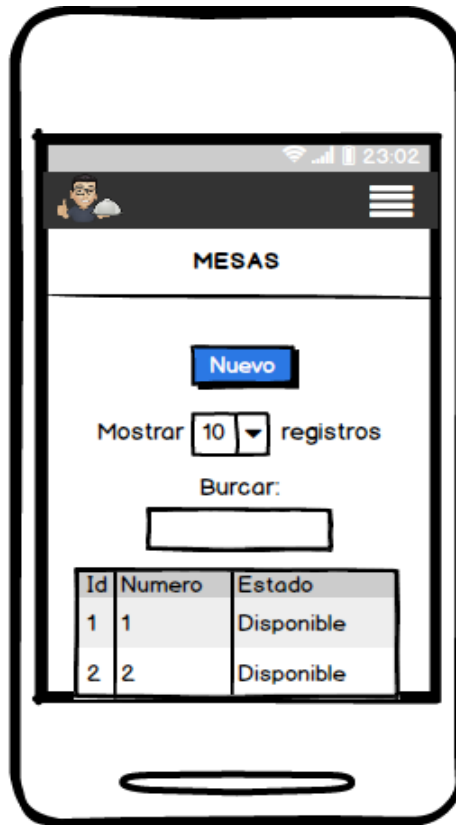 23:02
MESAS
Nuevo
Mostrar 10 registros
Burcar:
Id Numero Estado
1 1 Disponible
2 2 Disponible